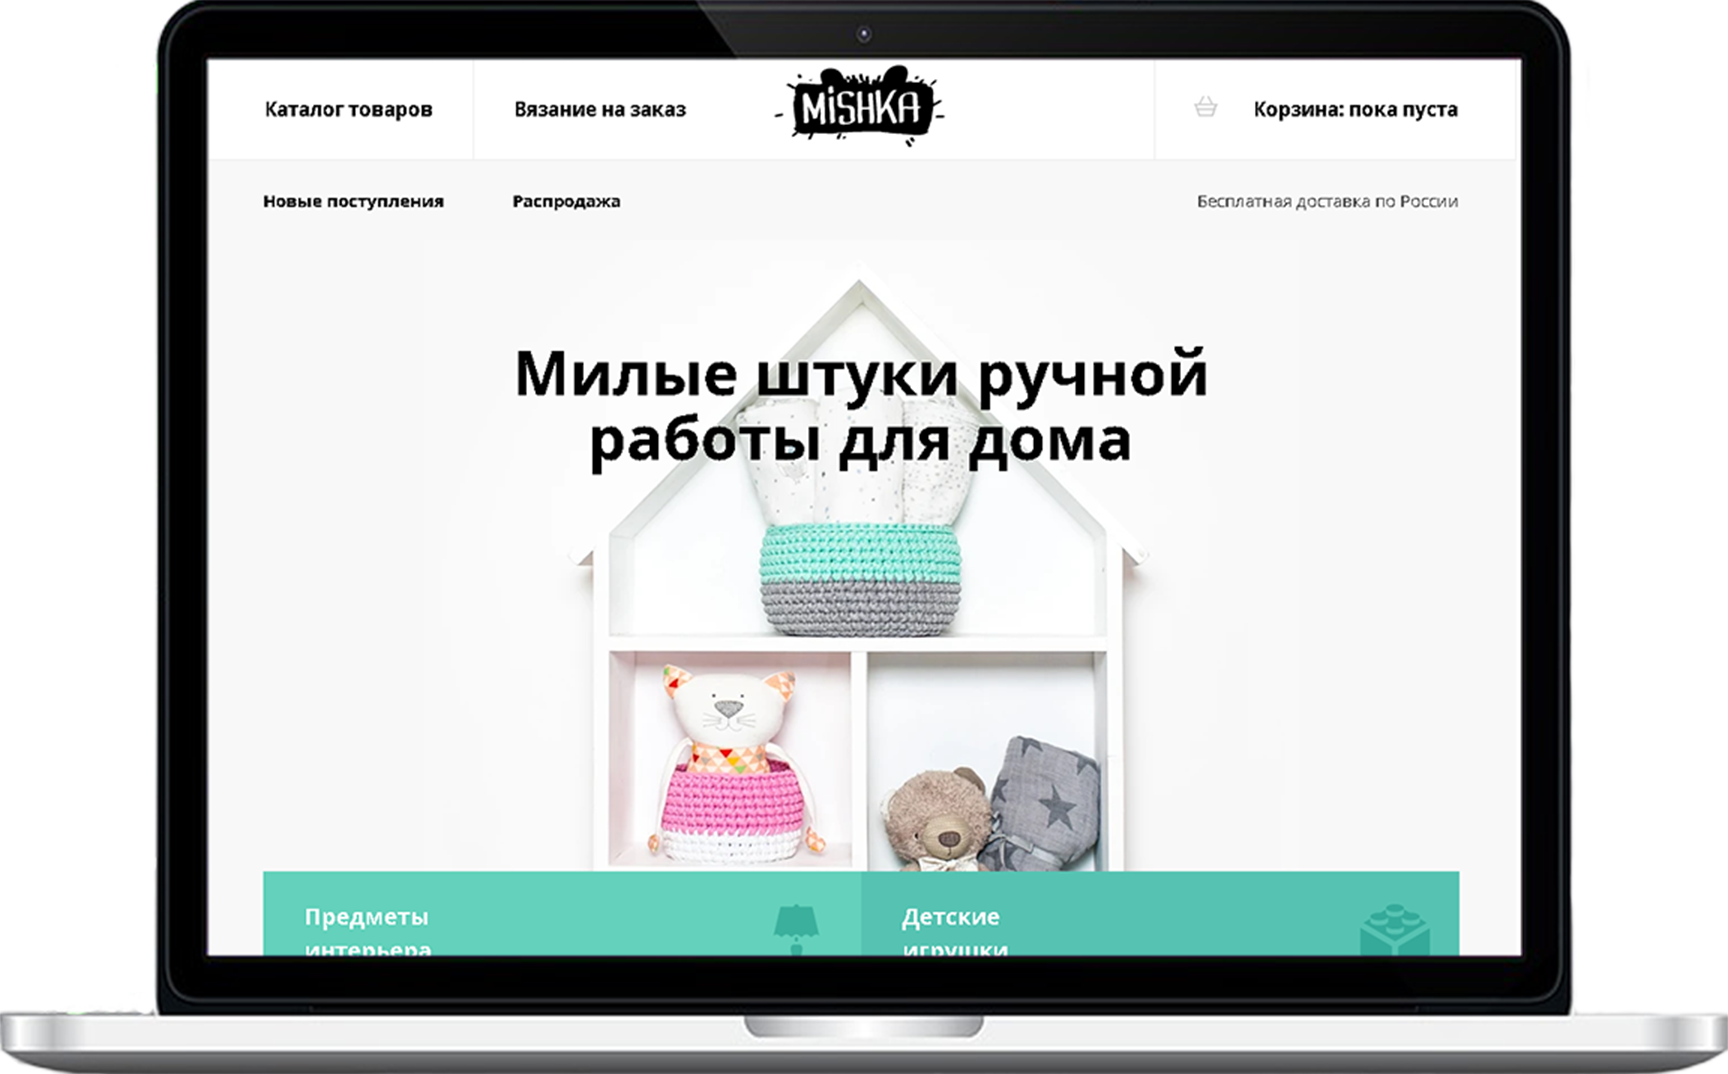 Каталог товаров
Вязание на заказ
MiSHKA
Корзина: пока пуста
Новые поступления
Распродажа
Бесплатная доставка по России
Милые штуки ручной
работы для дома
Предметы
интерьера
Детские
игрушки